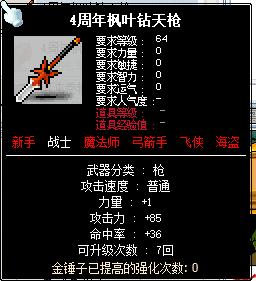 4周年枫叶钻天枪
要求等级 : 64
要求力量 : 0
要求敏捷 : -
要求智力 : 0
要求运气 : 0
要求人气度 : -
道具等级 : -
道具经验值 : -
新手 战士 魔法师 弓箭手 飞侠 海盗
武器分类 : 枪
攻击速度 : 普通
力量 : +1
攻击力 : +85
命中率 : +36
可升级次数 : 7回
金锤子已提高的强化次数: 0